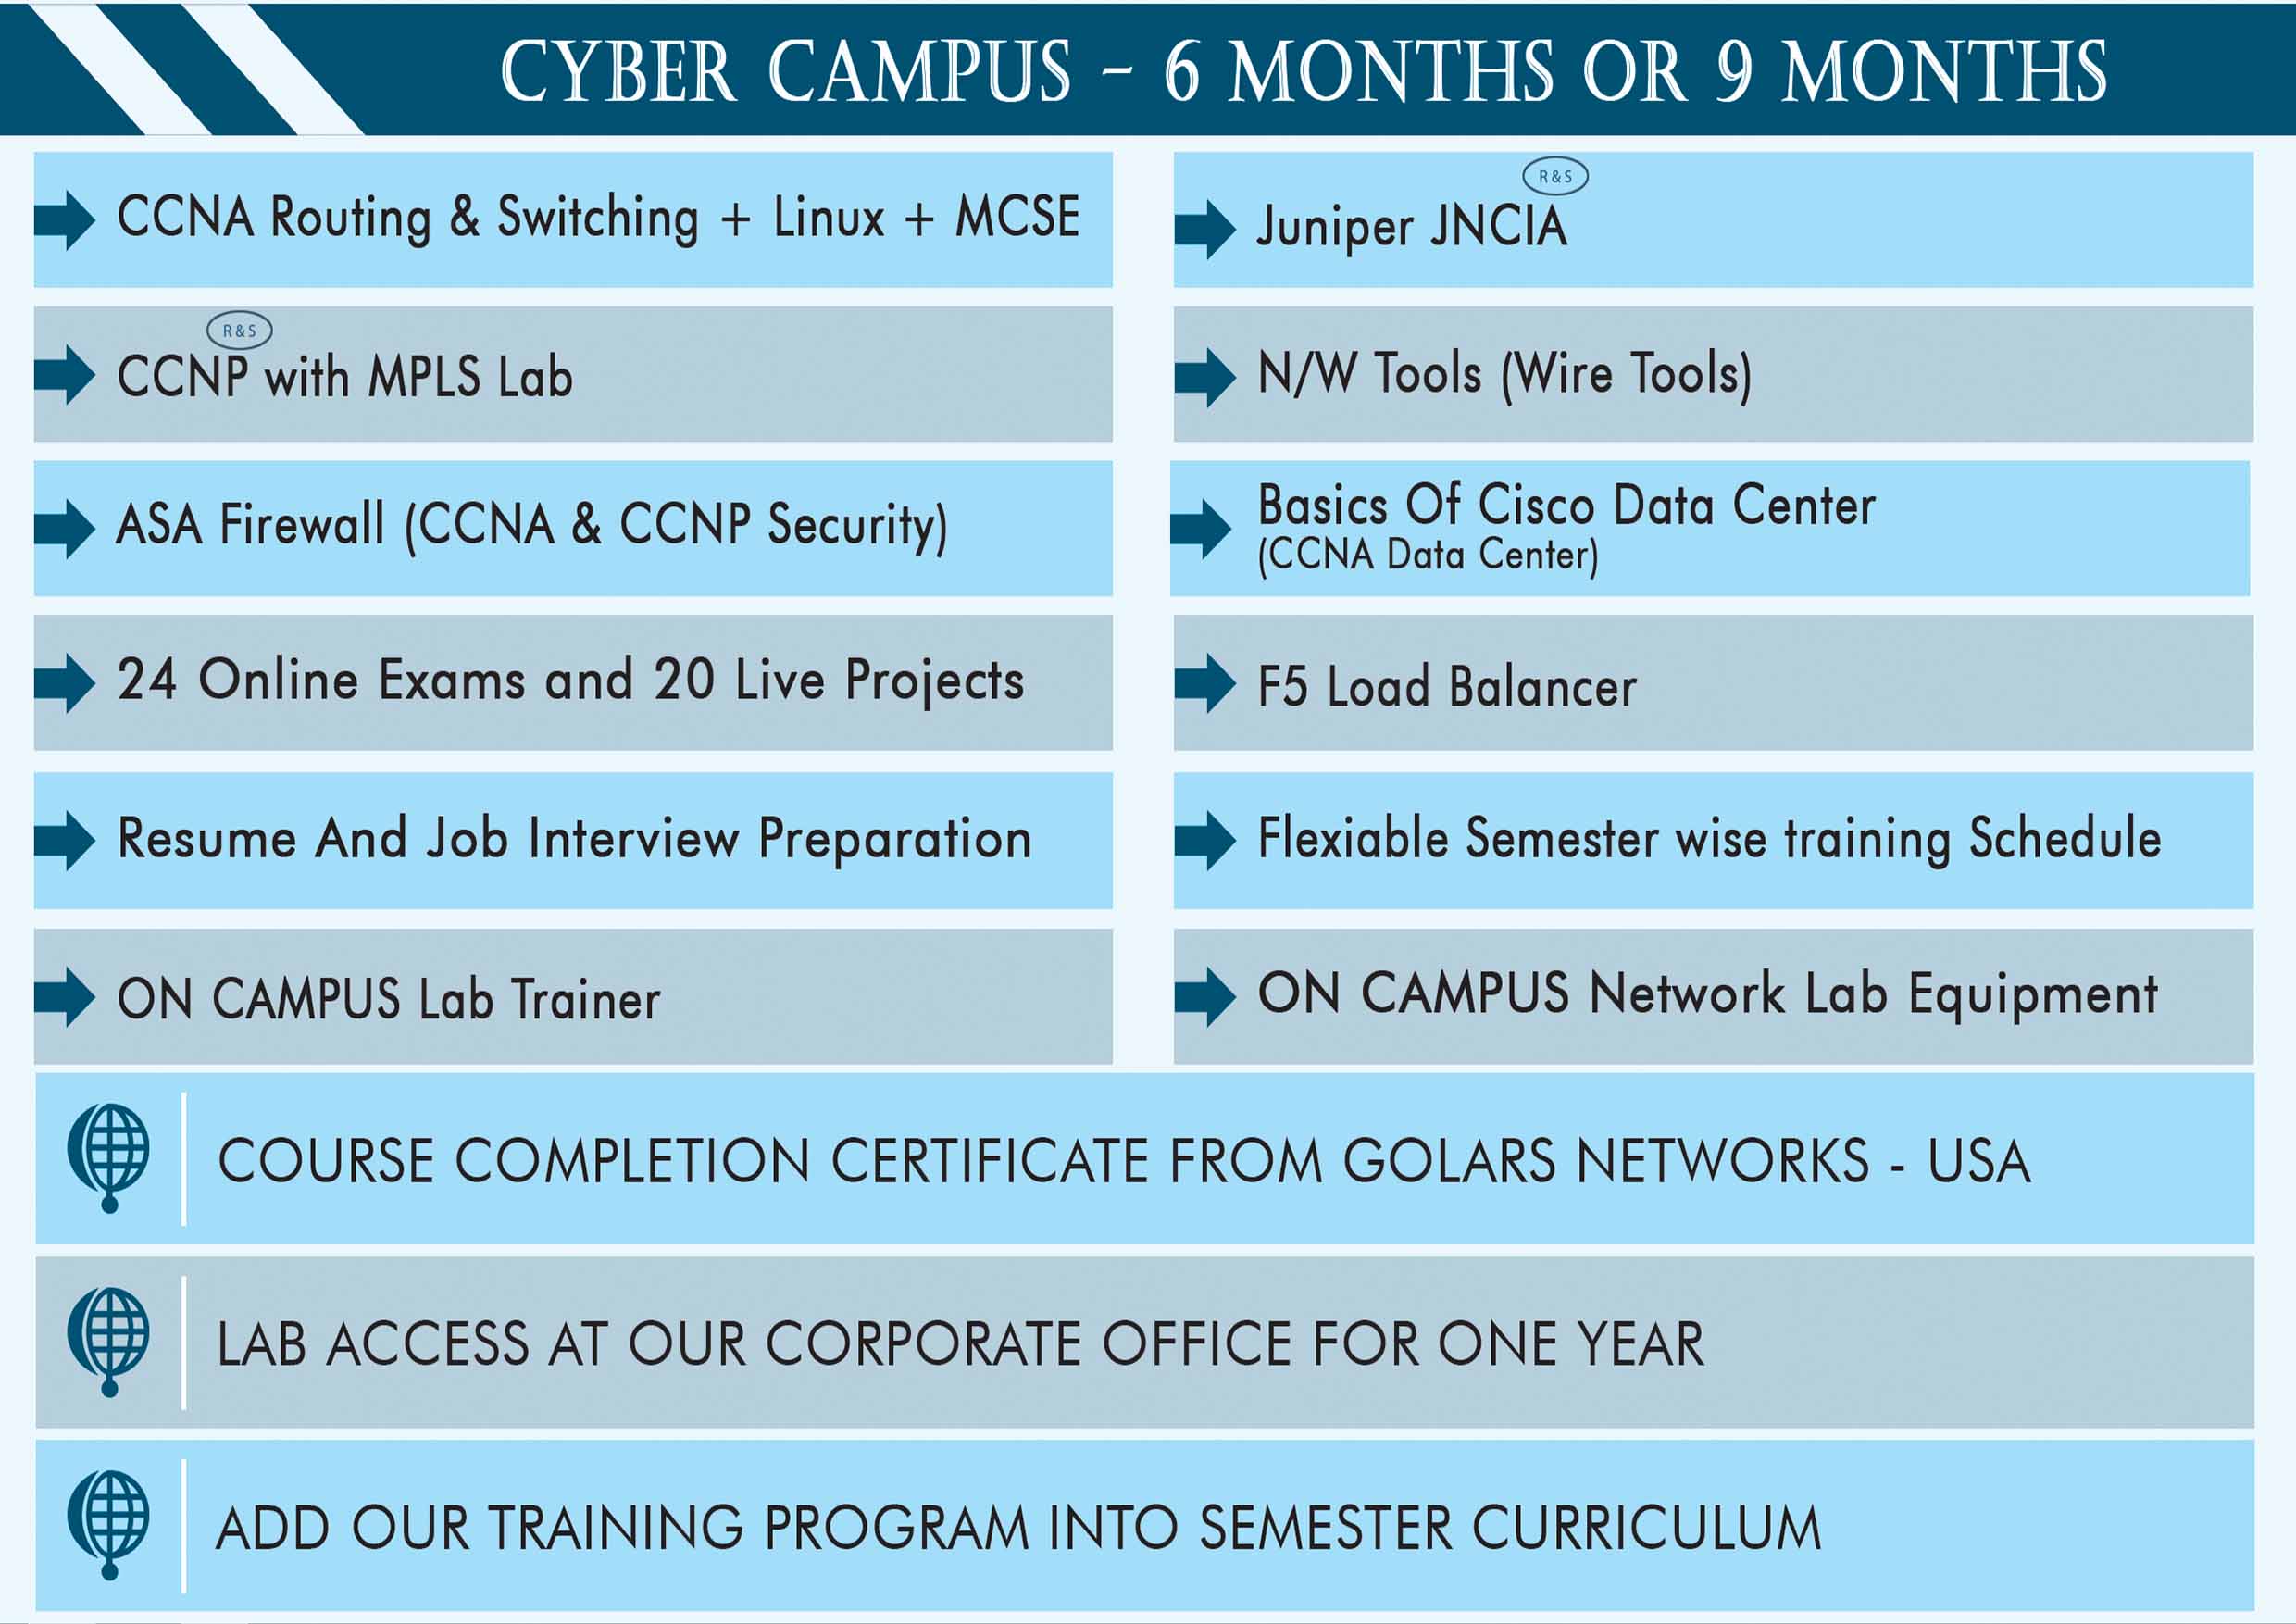 CYBER CAMPUS - 6 MONTHS OR 9 MONTHS
CCNA Routing & Switching + Linux + MCSE
R&S
Juniper JNCIA
R&S
CCNP with MPLS Lab
N/W Tools (Wire Tools)
ASA Firewall (CCNA & CCNP Security)
Basics Of Cisco Data Center
(CCNA Data Center)
24 Online Exams and 20 Live Projects
F5 Load Balancer
Resume And Job Interview Preparation
Flexiable Semester wise training Schedule
ON CAMPUS Lab Trainer
ON CAMPUS Network Lab Equipment
COURSE COMPLETION CERTIFICATE FROM GOLARS NETWORKS - USA
LAB ACCESS AT OUR CORPORATE OFFICE FOR ONE YEAR
ADD OUR TRAINING PROGRAM INTO SEMESTER CURRICULUM